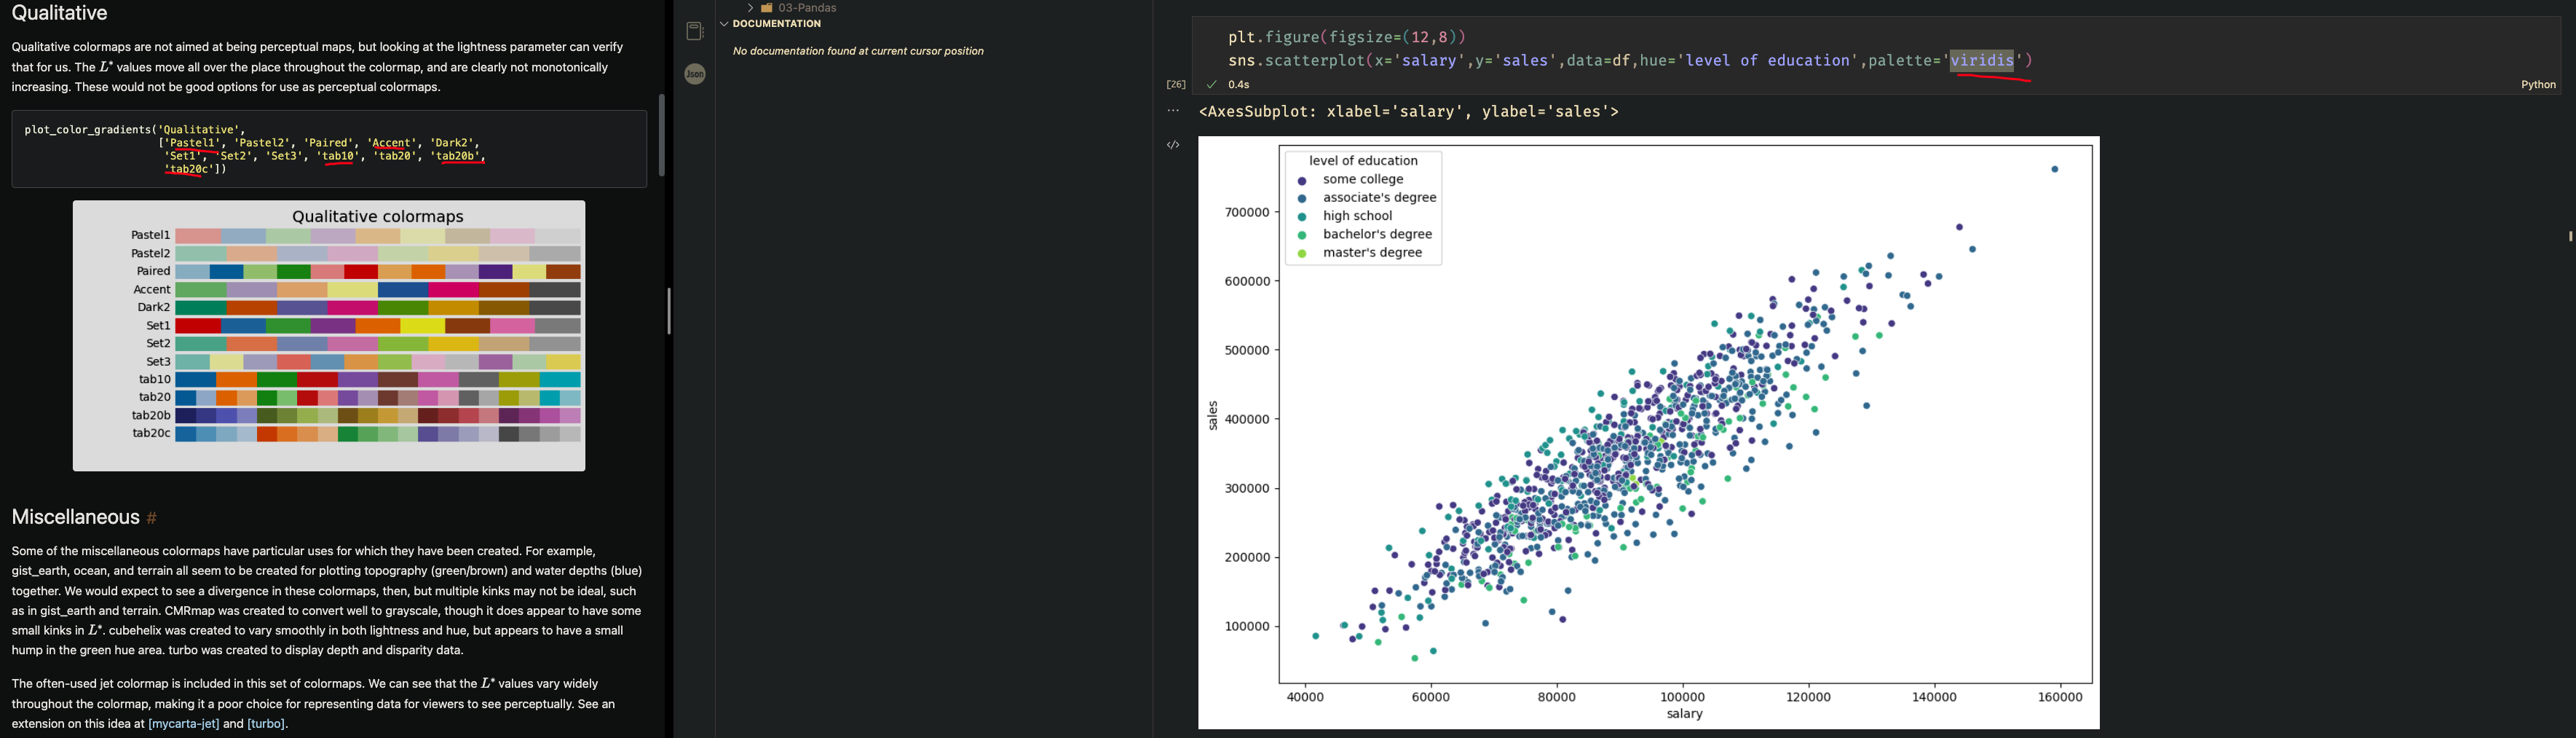 Qualitative
Qualitative colormaps are not aimed at being perceptual maps, but looking at the lightness parameter can verify
that for us. The L* values move all over the place throughout the colormap, and are clearly not monotonically
increasing. These would not be good options for use as perceptual colormaps.
plot_color_gradients('Qualitative',
['Pastel1', 'Pastel2', 'Paired', 'Accent', 'Dark2',
'Set1', 'Set2', 'Set3', 'tab10', 'tab20', 'tab20b',
'tab20c'])
Qualitative colormaps
Pastel1
Pastel2
Paired
Accent
Dark2
Set1
Set2
Set3
tab10
tab20
tab20b
tab20c
Miscellaneous #
Some of the miscellaneous colormaps have particular uses for which they have been created. For example,
gist_earth, ocean, and terrain all seem to be created for plotting topography (green/brown) and water depths (blue)
together. We would expect to see a divergence in these colormaps, then, but multiple kinks may not be ideal, such
as in gist_earth and terrain. CMRmap was created to convert well to grayscale, though it does appear to have some
small kinks in L*. cubehelix was created to vary smoothly in both lightness and hue, but appears to have a small
hump in the green hue area. turbo was created to display depth and disparity data.
The often-used jet colormap is included in this set of colormaps. We can see that the L* values vary widely
throughout the colormap, making it a poor choice for representing data for viewers to see perceptually. See an
extension on this idea at [mycarta-jet] and [turbo].
Json
> 03-Pandas
DOCUMENTATION
No documentation found at current cursor position
plt.figure(figsize=(12,8))
sns.scatterplot(x='salary',y='sales',data=df,hue='level of education',palette='viridis')
[26] ✓ 0.4s Python
... <AxesSubplot: xlabel='salary', ylabel='sales'>
</>
level of education
some college
associate's degree
high school
bachelor's degree
master's degree
700000
600000
500000
400000
300000
200000
100000
sales
40000 60000 80000 100000 120000 140000 160000
salary